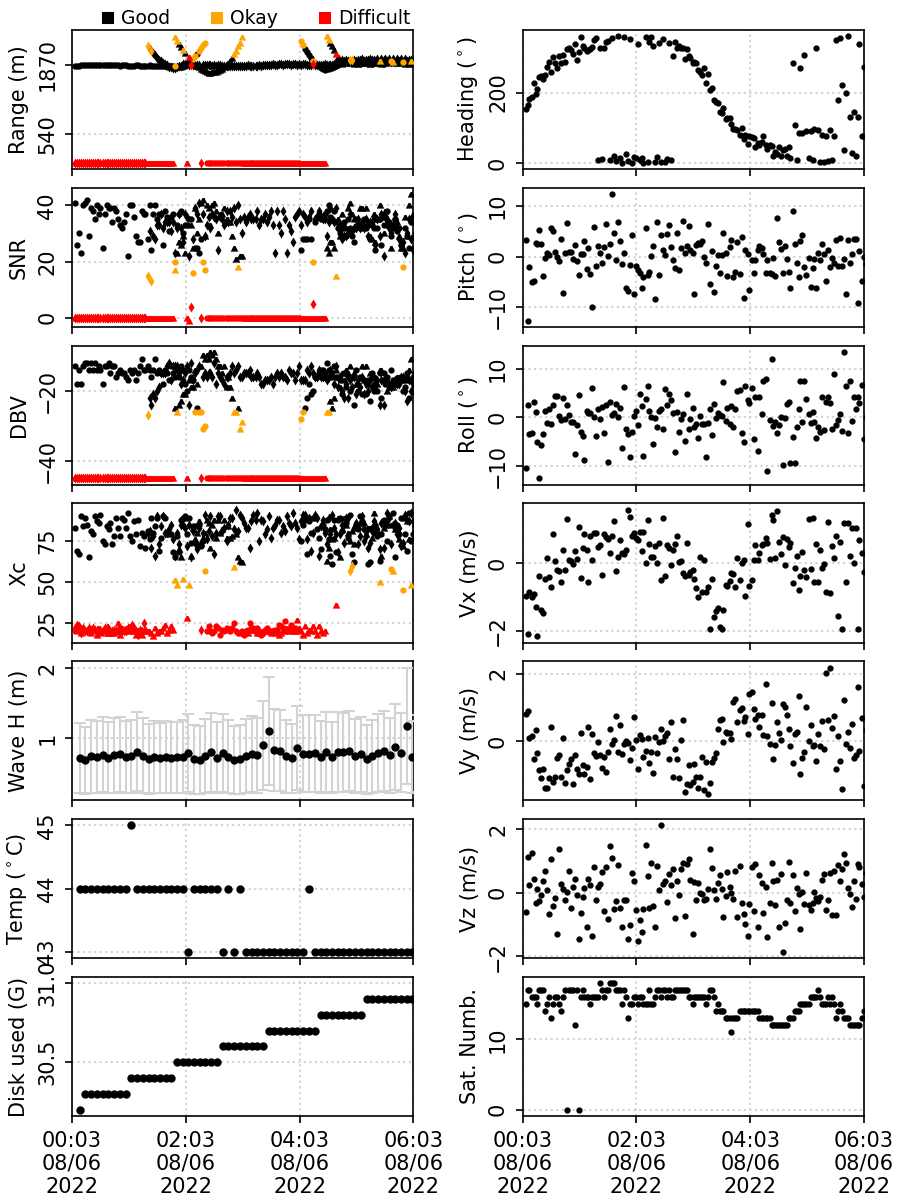 Good Okay Difficult
Range (m)
1870
540
Heading (°)
200
0
SNR
40
20
0
Pitch (°)
10
0
−10
DBV
−20
−40
Roll (°)
10
0
−10
Xc
75
50
25
Vx (m/s)
0
−2
Wave H (m)
2
1
Vy (m/s)
2
0
Temp (°C)
45
44
43
Vz (m/s)
2
0
−2
Disk used (G)
31.0
30.5
Sat. Numb.
10
0
00:03 02:03 04:03 06:03 00:03 02:03 04:03 06:03
08/06 08/06 08/06 08/06 08/06 08/06 08/06 08/06
2022 2022 2022 2022 2022 2022 2022 2022